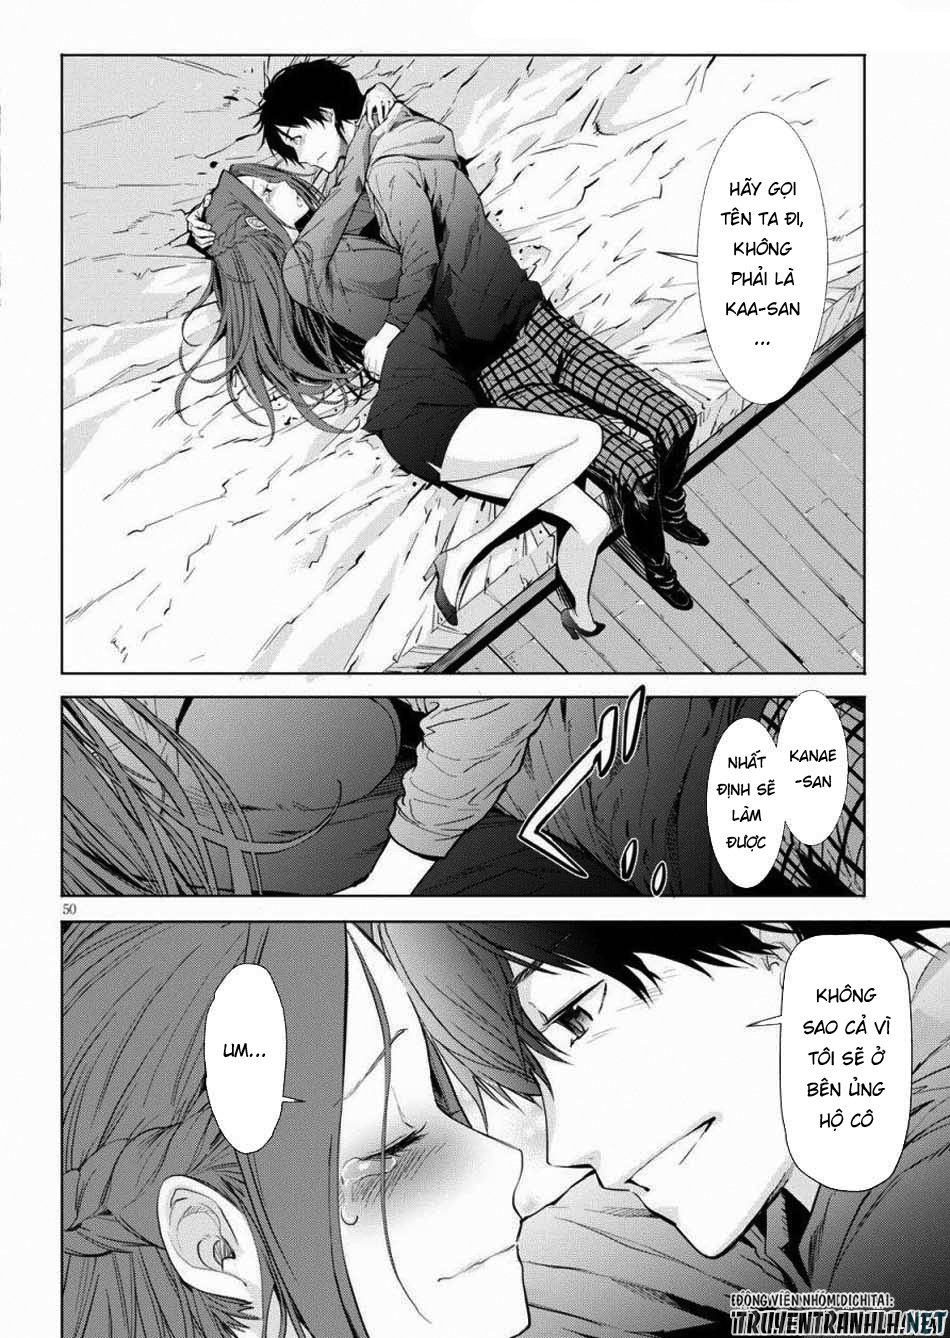 HÃY GỌI
TÊN TA ĐI,
KHÔNG
PHẢI LÀ
KAA-SAN
...
KANAE
-SAN
NHẤT
ĐỊNH SẼ
LÀM
ĐƯỢC
50
KHÔNG
SAO CẢ VÌ
TÔI SẼ Ở
BÊN ỦNG
HỘ CÔ
UM...
ĐỘNG VIÊN NHÓM DỊCH TẠI:
TRUYENTRANHLH.NET